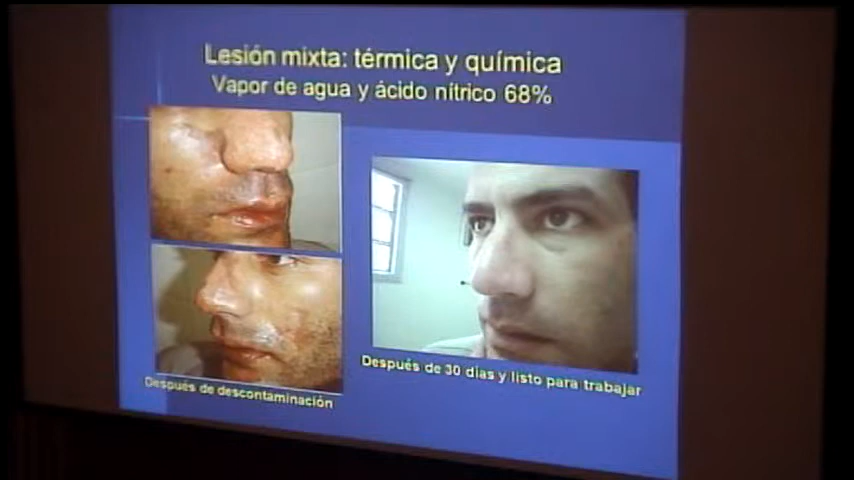 Lesión mixta: térmica y química
Vapor de agua y ácido nítrico 68%
Después de descontaminación
Después de 30 días y listo para trabajar